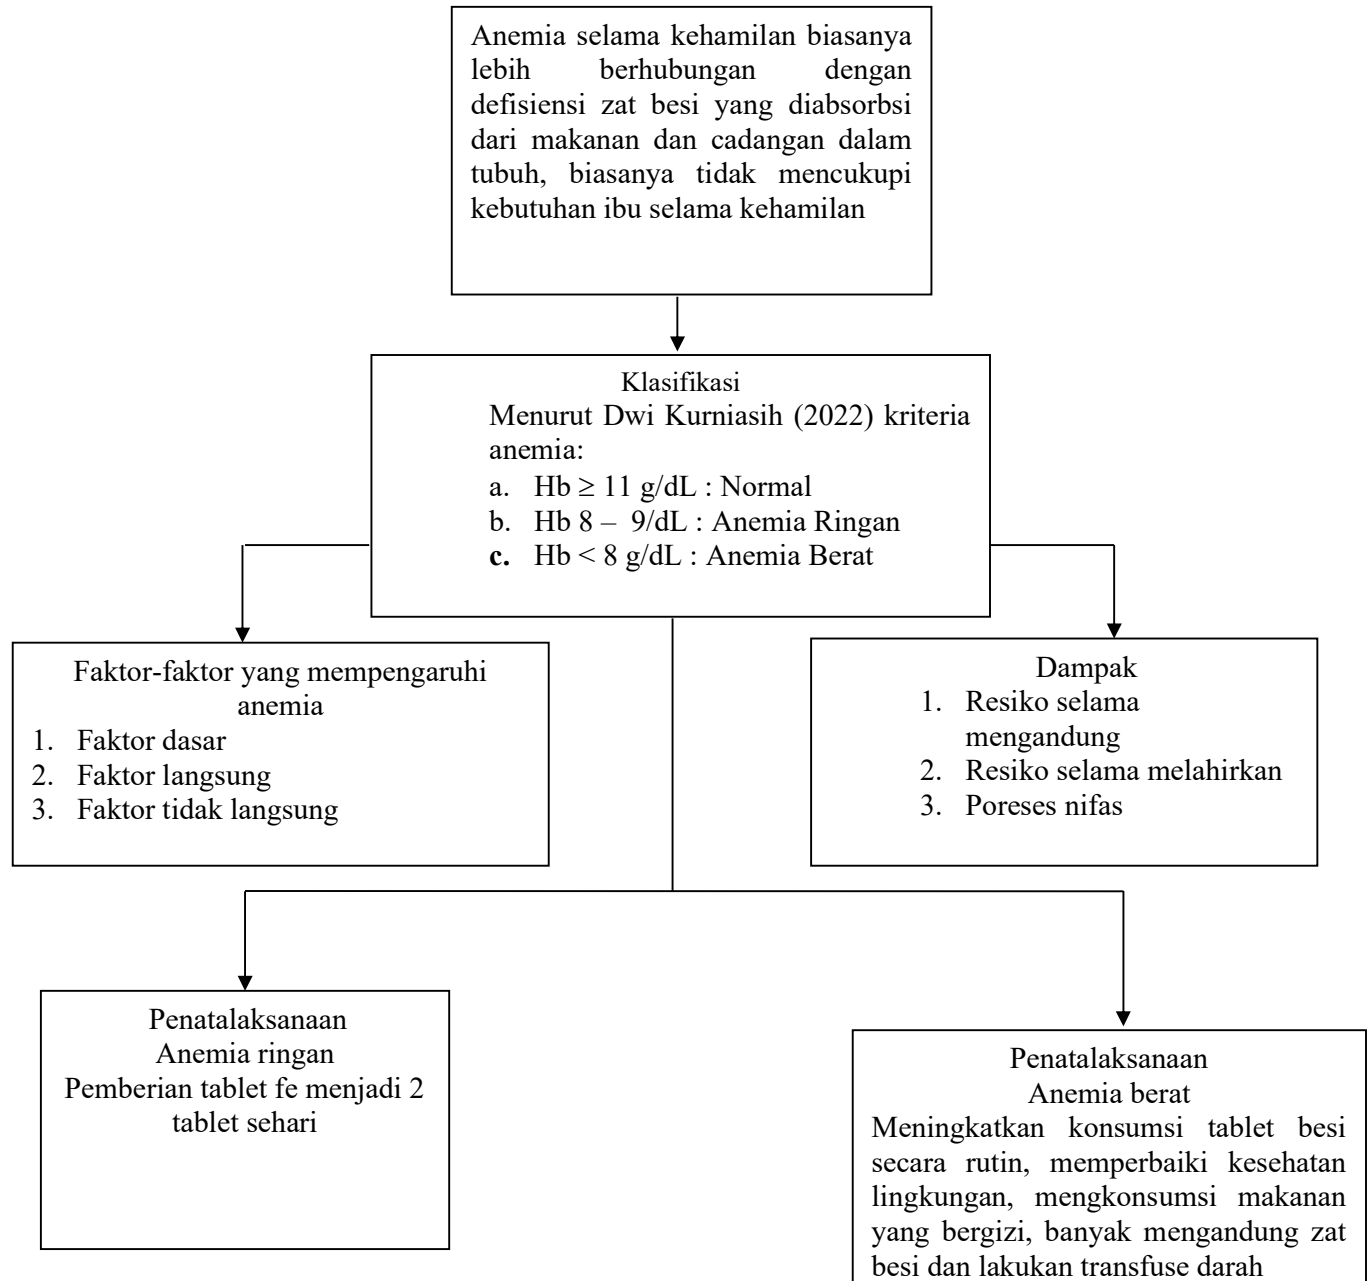 Anemia selama kehamilan biasanya
lebih berhubungan dengan
defisiensi zat besi yang diabsorbsi
dari makanan dan cadangan dalam
tubuh, biasanya tidak mencukupi
kebutuhan ibu selama kehamilan
Klasifikasi
Menurut Dwi Kurniasih (2022) kriteria
anemia:
a. Hb ≥ 11 g/dL : Normal
b. Hb 8 – 9/dL : Anemia Ringan
c. Hb < 8 g/dL : Anemia Berat
Faktor-faktor yang mempengaruhi
anemia
1. Faktor dasar
2. Faktor langsung
3. Faktor tidak langsung
Dampak
1. Resiko selama
mengandung
2. Resiko selama melahirkan
3. Poreses nifas
Penatalaksanaan
Anemia ringan
Pemberian tablet fe menjadi 2
tablet sehari
Penatalaksanaan
Anemia berat
Meningkatkan konsumsi tablet besi
secara rutin, memperbaiki kesehatan
lingkungan, mengkonsumsi makanan
yang bergizi, banyak mengandung zat
besi dan lakukan transfuse darah